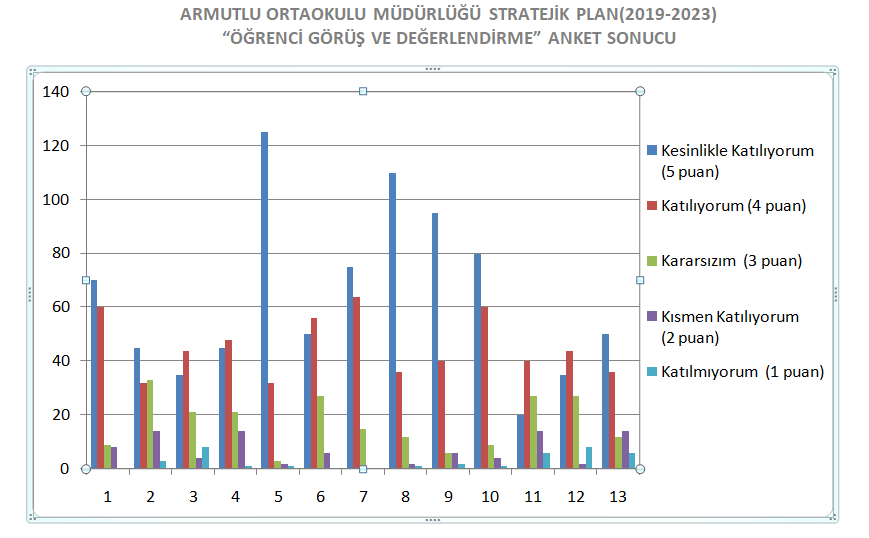 ARMUTLU ORTAOKULU MÜDÜRLÜĞÜ STRATEJİK PLAN(2019-2023)
“ÖĞRENCİ GÖRÜŞ VE DEĞERLENDİRME” ANKET SONUCU
140
120
100
80
60
40
20
0
1 2 3 4 5 6 7 8 9 10 11 12 13
Kesinlikle Katılıyorum
(5 puan)
Katılıyorum (4 puan)
Kararsızım (3 puan)
Kısmen Katılıyorum
(2 puan)
Katılmıyorum (1 puan)